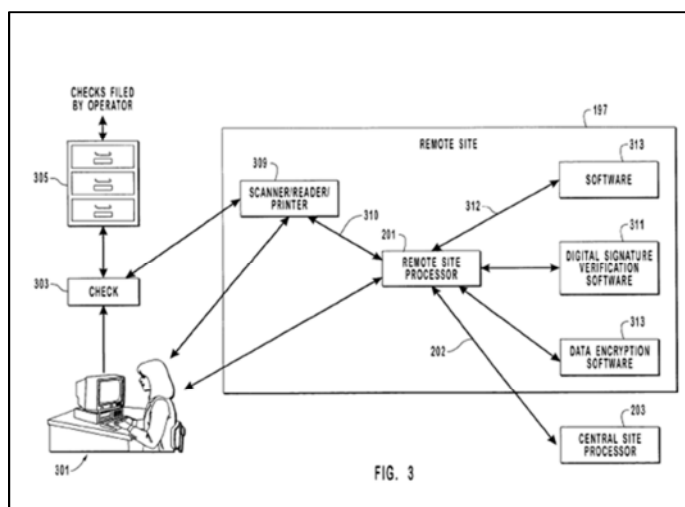 CHECKS FILED
BY OPERATOR
197
REMOTE SITE
313
SOFTWARE
309
SCANNER/READER/
PRINTER
305
312
310
201
REMOTE SITE
PROCESSOR
311
DIGITAL SIGNATURE
VERIFICATION
SOFTWARE
303
CHECK
313
DATA ENCRYPTION
SOFTWARE
202
203
CENTRAL SITE
PROCESSOR
301
FIG. 3